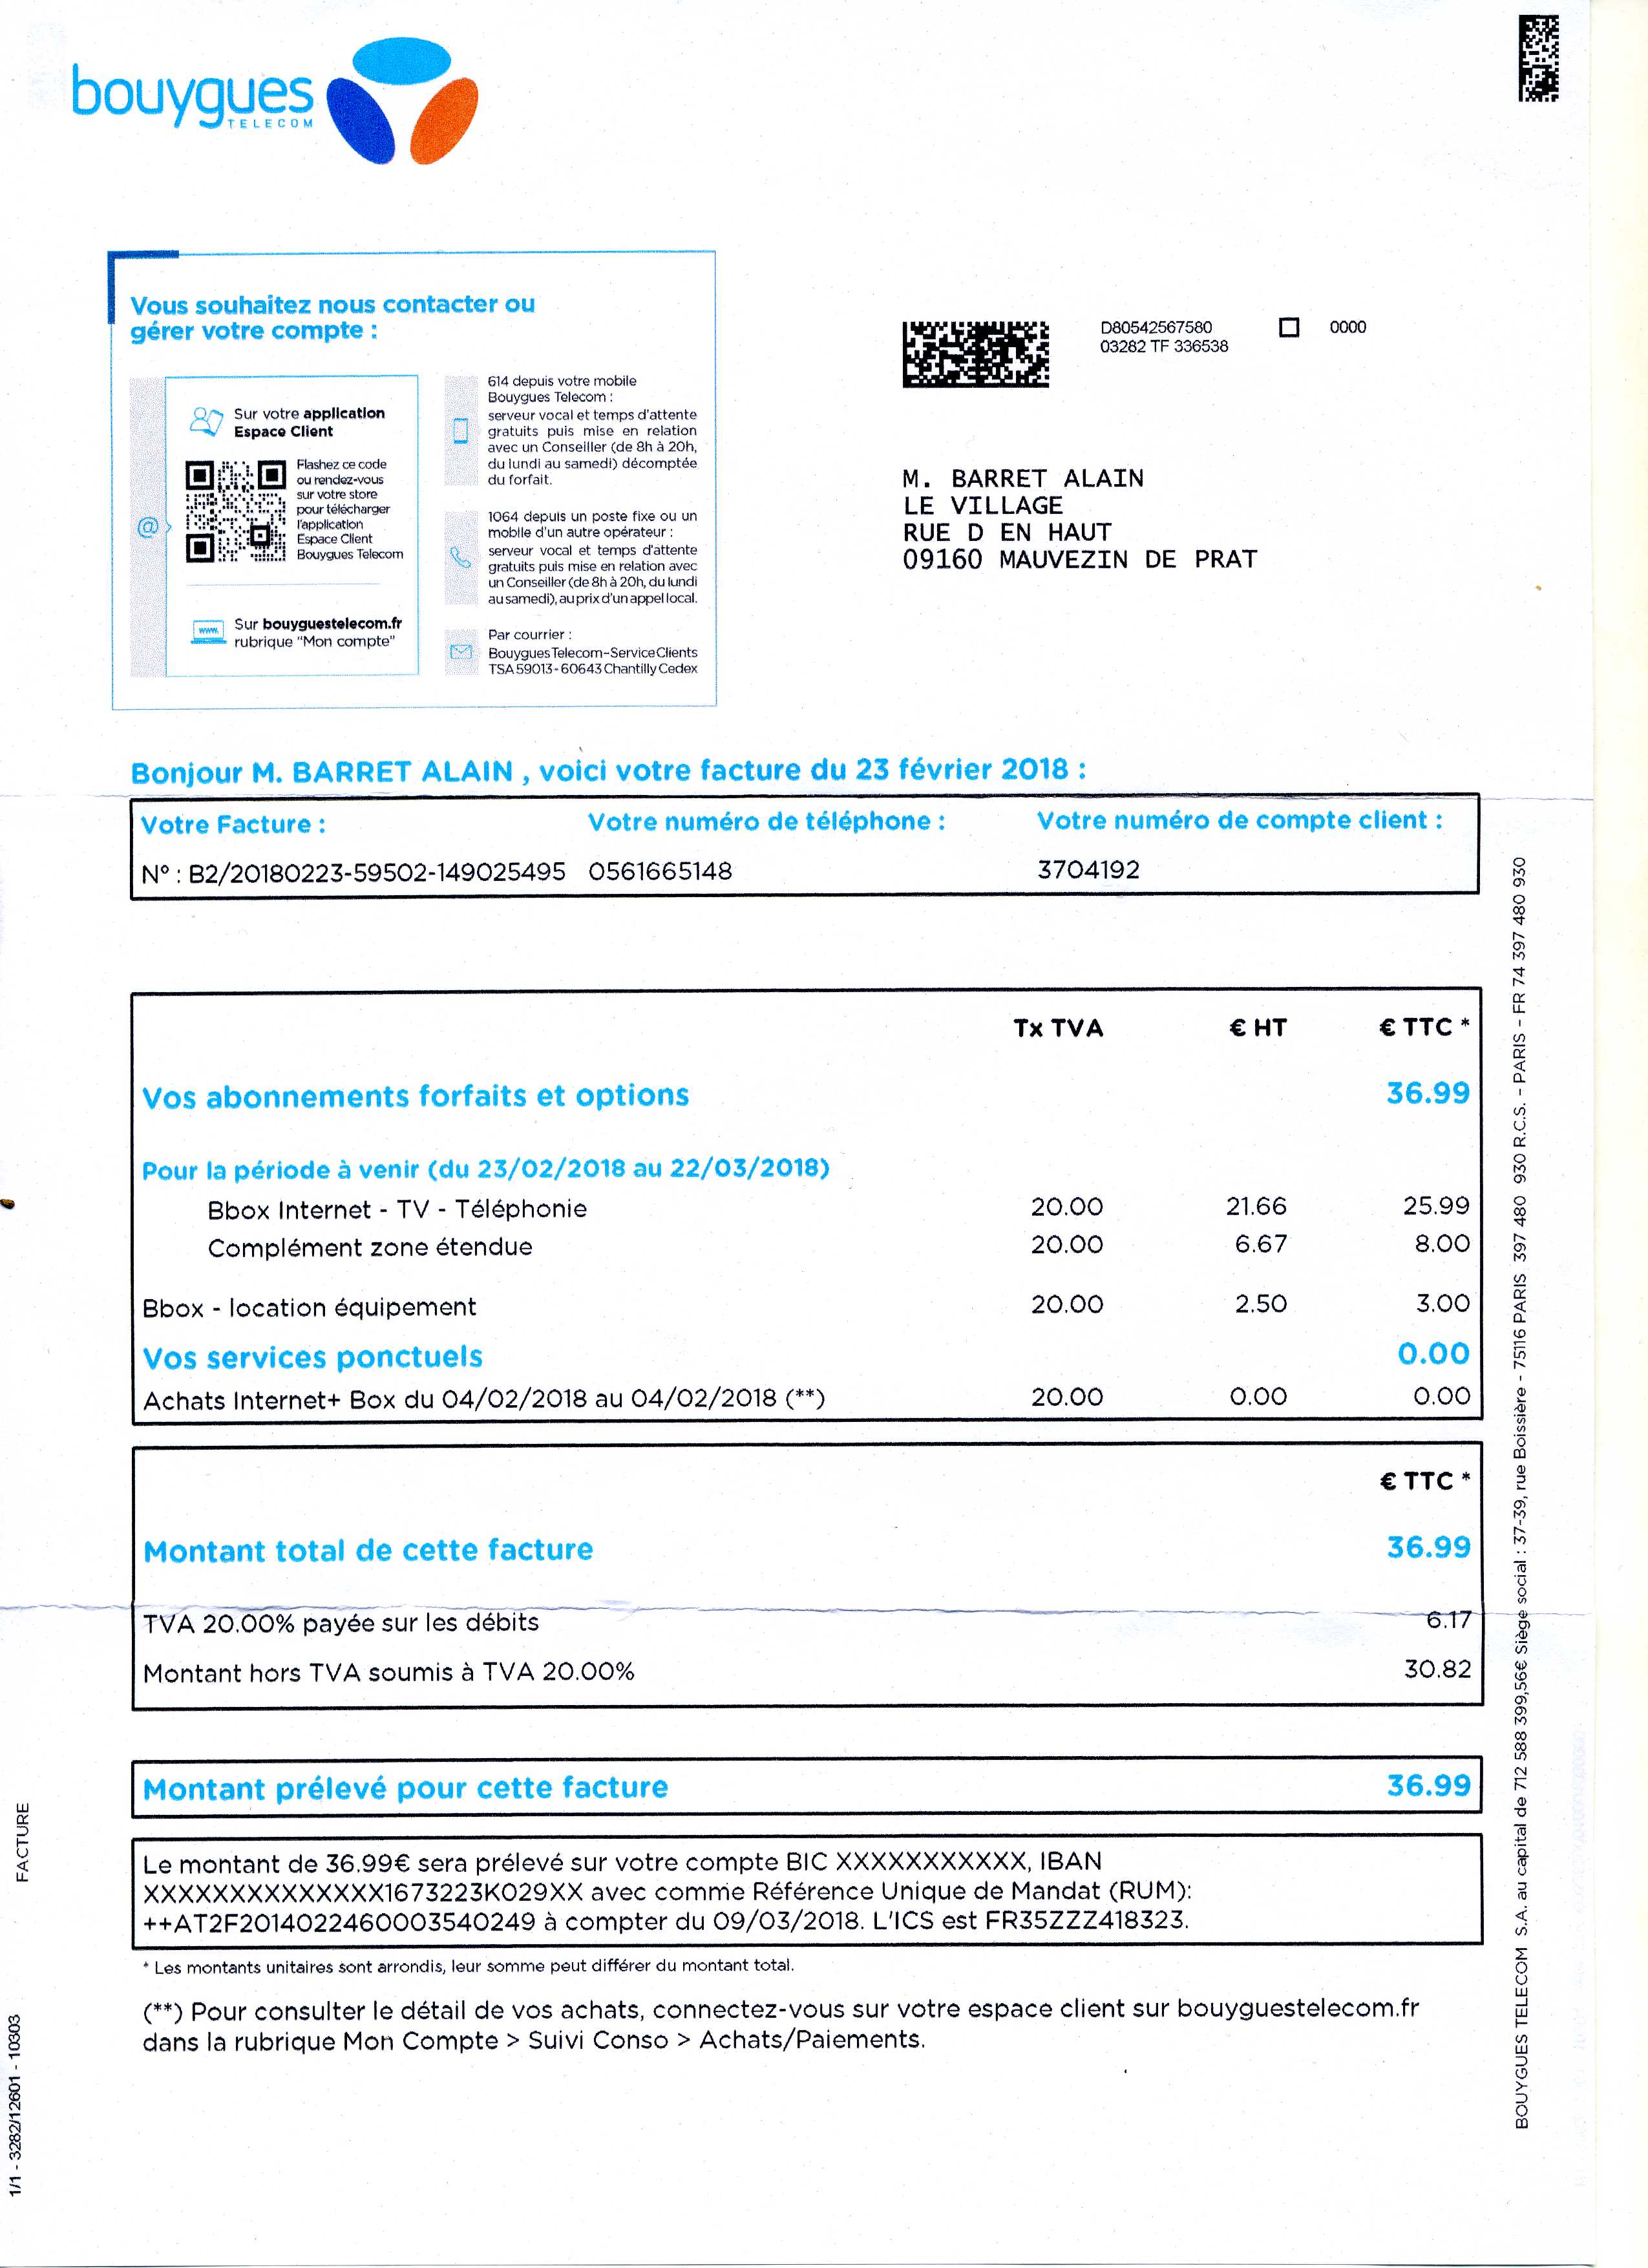 bouygues
TELECOM
Vous souhaitez nous contacter ou
gérer votre compte :
@
Sur votre application
Espace Client
Flashez ce code
ou rendez-vous
sur votre store
pour télécharger
l'application
Espace Client
Bouygues Telecom
www.
Sur bouyguestelecom.fr
rubrique "Mon compte"
614 depuis votre mobile
Bouygues Telecom :
serveur vocal et temps d'attente
gratuits puis mise en relation
avec un Conseiller (de 8h à 20h,
du lundi au samedi) décomptée
du forfait.
1064 depuis un poste fixe ou un
mobile d'un autre opérateur :
serveur vocal et temps d'attente
gratuits puis mise en relation avec
un Conseiller (de 8h à 20h, du lundi
au samedi), au prix d'un appel local.
Par courrier :
Bouygues Telecom-Service Clients
TSA 59013 - 60643 Chantilly Cedex
D80542567580 0000
03282 TF 336538
M. BARRET ALAIN
LE VILLAGE
RUE D EN HAUT
09160 MAUVEZIN DE PRAT
Bonjour M. BARRET ALAIN , voici votre facture du 23 février 2018 :
Votre Facture : Votre numéro de téléphone : Votre numéro de compte client :
N° : B2/20180223-59502-149025495 0561665148 3704192
Tx TVA € HT € TTC *
Vos abonnements forfaits et options 36.99
Pour la période à venir (du 23/02/2018 au 22/03/2018)
Bbox Internet - TV - Téléphonie 20.00 21.66 25.99
Complément zone étendue 20.00 6.67 8.00
Bbox - location équipement 20.00 2.50 3.00
Vos services ponctuels 0.00
Achats Internet+ Box du 04/02/2018 au 04/02/2018 (**) 20.00 0.00 0.00
€ TTC *
Montant total de cette facture 36.99
TVA 20.00% payée sur les débits 6.17
Montant hors TVA soumis à TVA 20.00% 30.82
Montant prélevé pour cette facture 36.99
Le montant de 36.99€ sera prélevé sur votre compte BIC XXXXXXXXXXX, IBAN
XXXXXXXXXXXXXX1673223K029XX avec comme Référence Unique de Mandat (RUM):
++AT2F2014022460003540249 à compter du 09/03/2018. L'ICS est FR35ZZZ418323.
* Les montants unitaires sont arrondis, leur somme peut différer du montant total.
(**) Pour consulter le détail de vos achats, connectez-vous sur votre espace client sur bouyguestelecom.fr
dans la rubrique Mon Compte > Suivi Conso > Achats/Paiements.
FACTURE
1/1 - 3282/12601 - 10303
BOUYGUES TELECOM S.A. au capital de 712 588 399,56€ Siège social : 37-39, rue Boissière - 75116 PARIS 397 480 930 R.C.S. - PARIS - FR 74 397 480 930